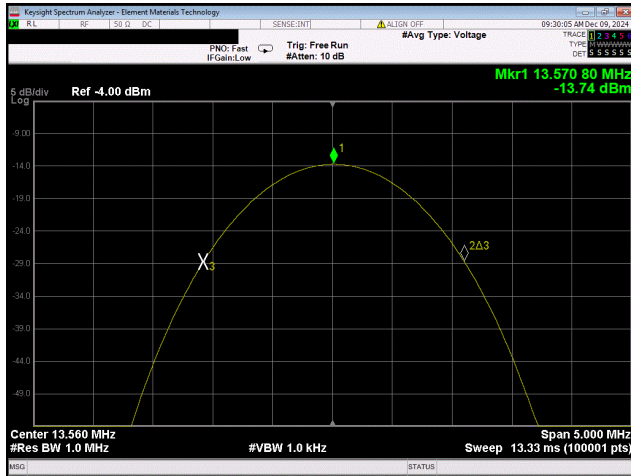 Keysight Spectrum Analyzer - Element Materials Technology
RL RF 50 Ω DC SENSE:INT ALIGN OFF 09:30:05 AM Dec 09, 2024
#Avg Type: Voltage TRACE 1 2 3 4 5 6
PNO: Fast Trig: Free Run TYPE M W W W W W
IFGain:Low #Atten: 10 dB DET S S S S S S
Mkr1 13.570 80 MHz
-13.74 dBm
5 dB/div Ref -4.00 dBm
Log
-9.00
1
-14.0
-19.0
-24.0
2Δ3
-29.0
X3
-34.0
-39.0
-44.0
-49.0
Center 13.560 MHz Span 5.000 MHz
#Res BW 1.0 MHz #VBW 1.0 kHz Sweep 13.33 ms (100001 pts)
MSG STATUS